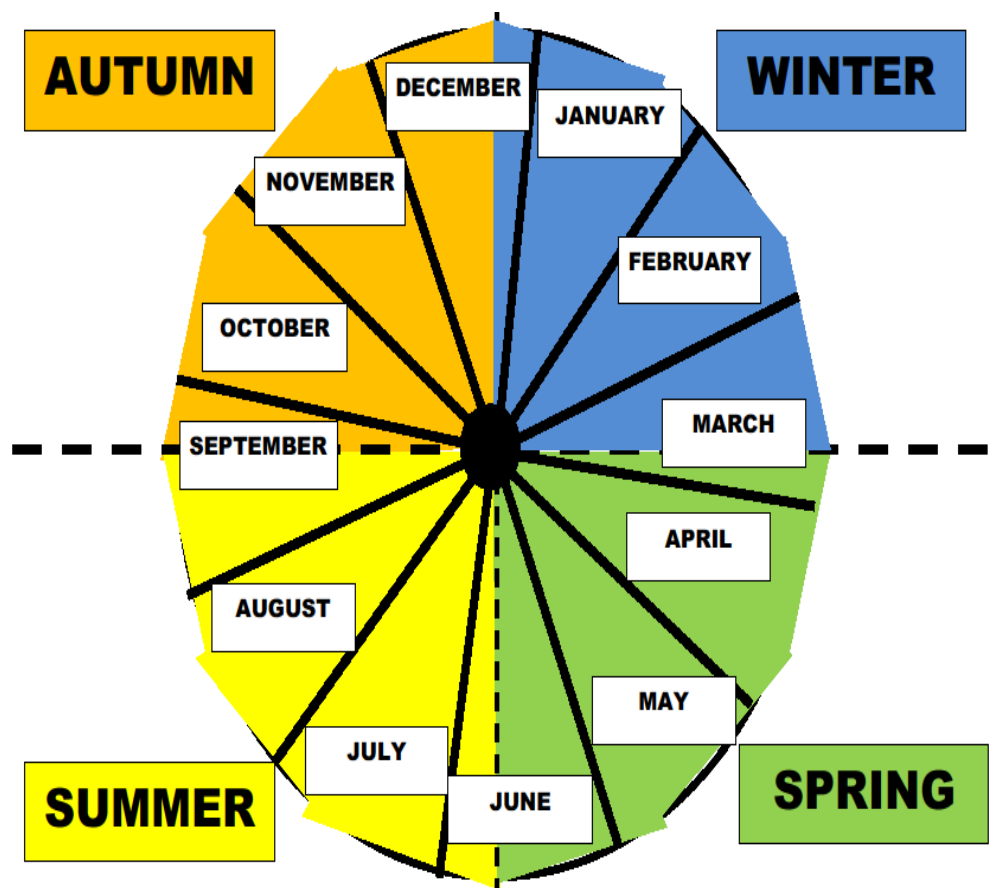 AUTUMN
WINTER
DECEMBER
JANUARY
NOVEMBER
FEBRUARY
OCTOBER
MARCH
SEPTEMBER
APRIL
AUGUST
MAY
JULY
JUNE
SUMMER
SPRING